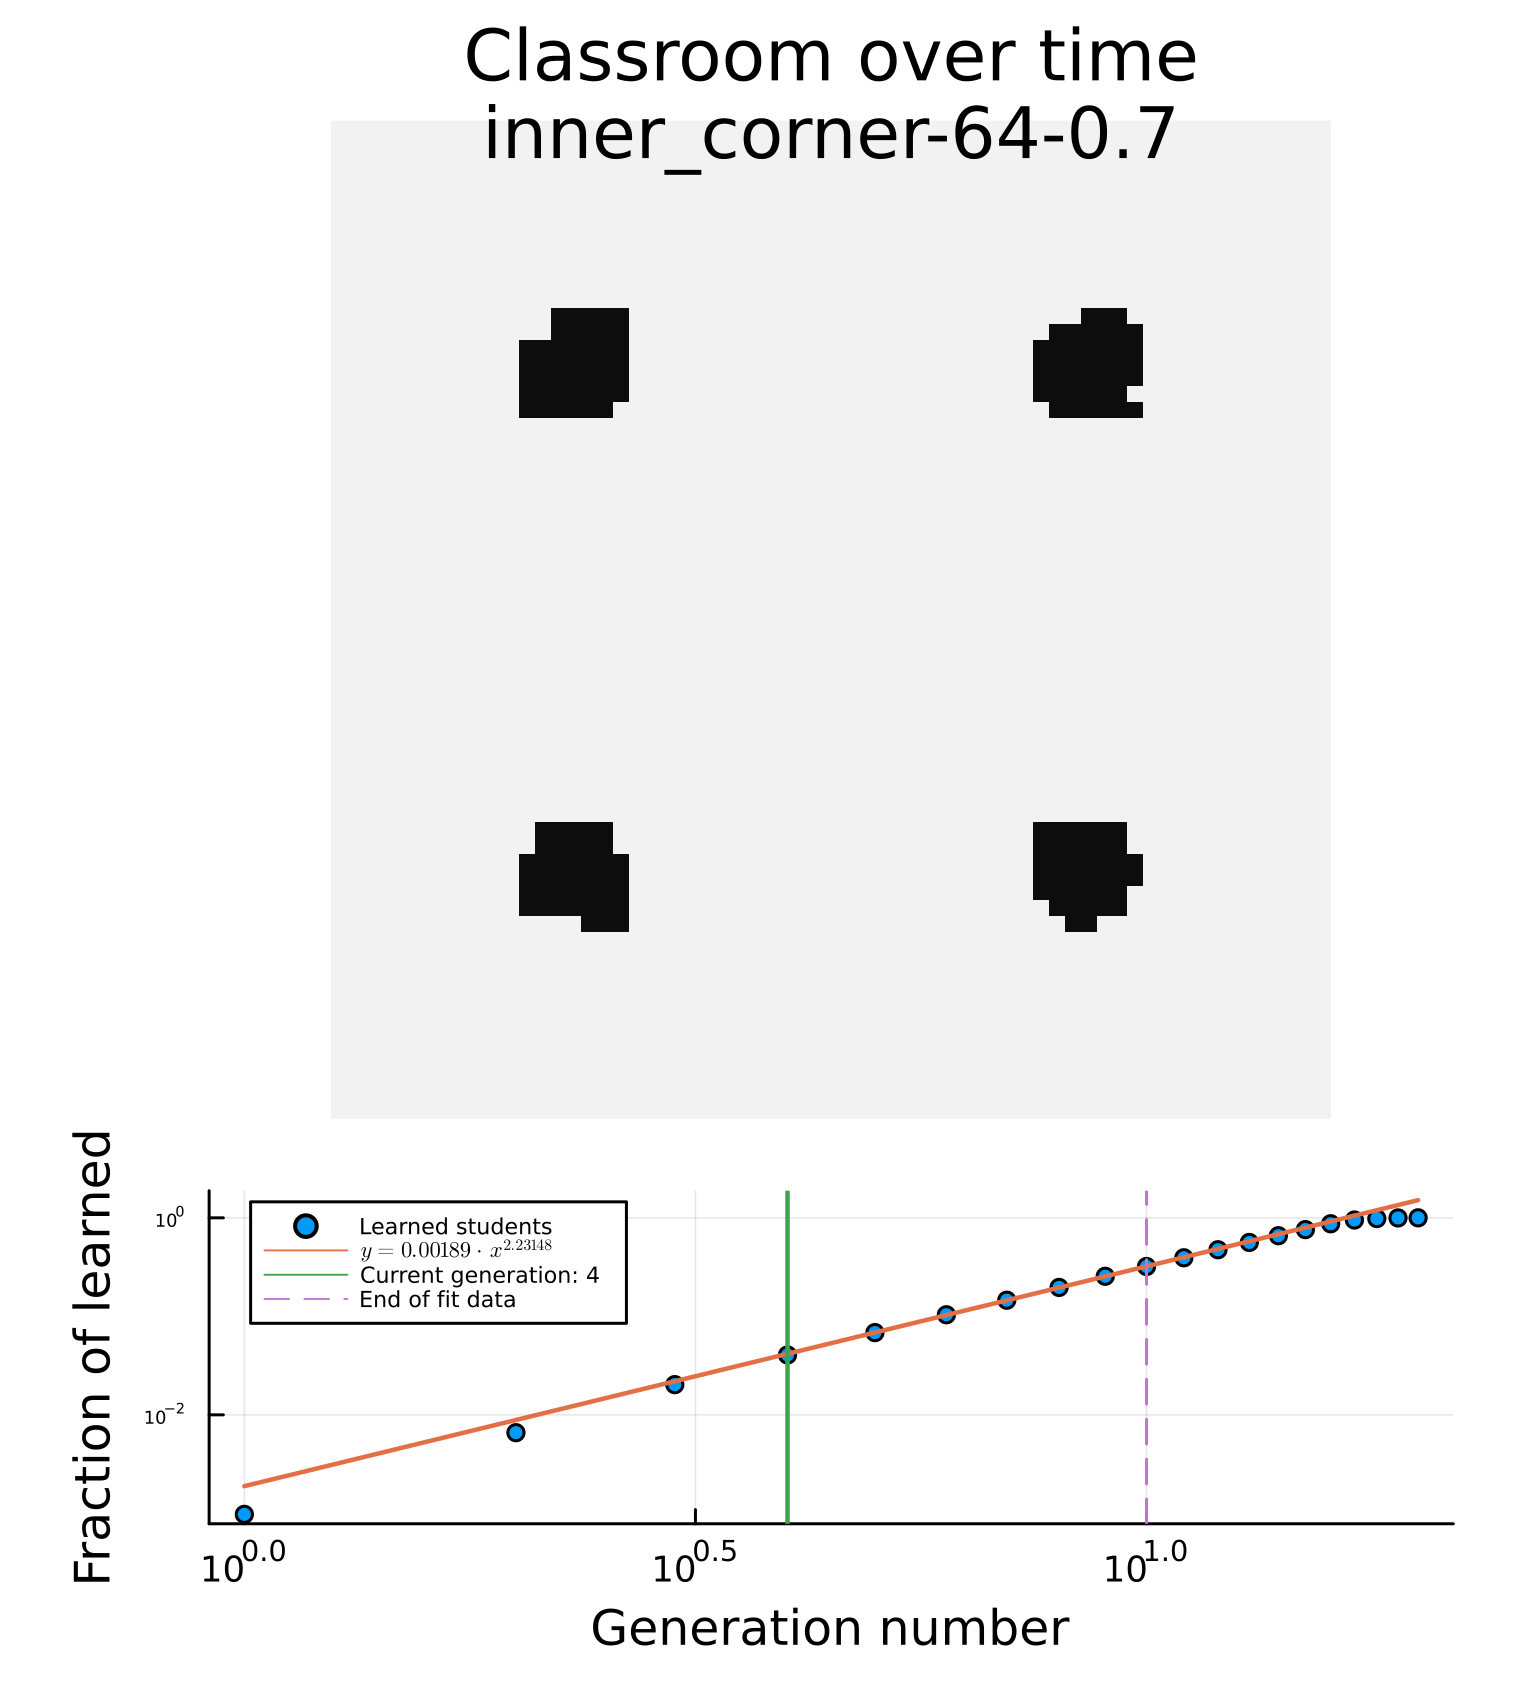 Classroom over time
inner_corner-64-0.7
Fraction of learned
10^0
10^−2
Learned students
y = 0.00189 · x^2.23148
Current generation: 4
End of fit data
10^0.0
10^0.5
10^1.0
Generation number